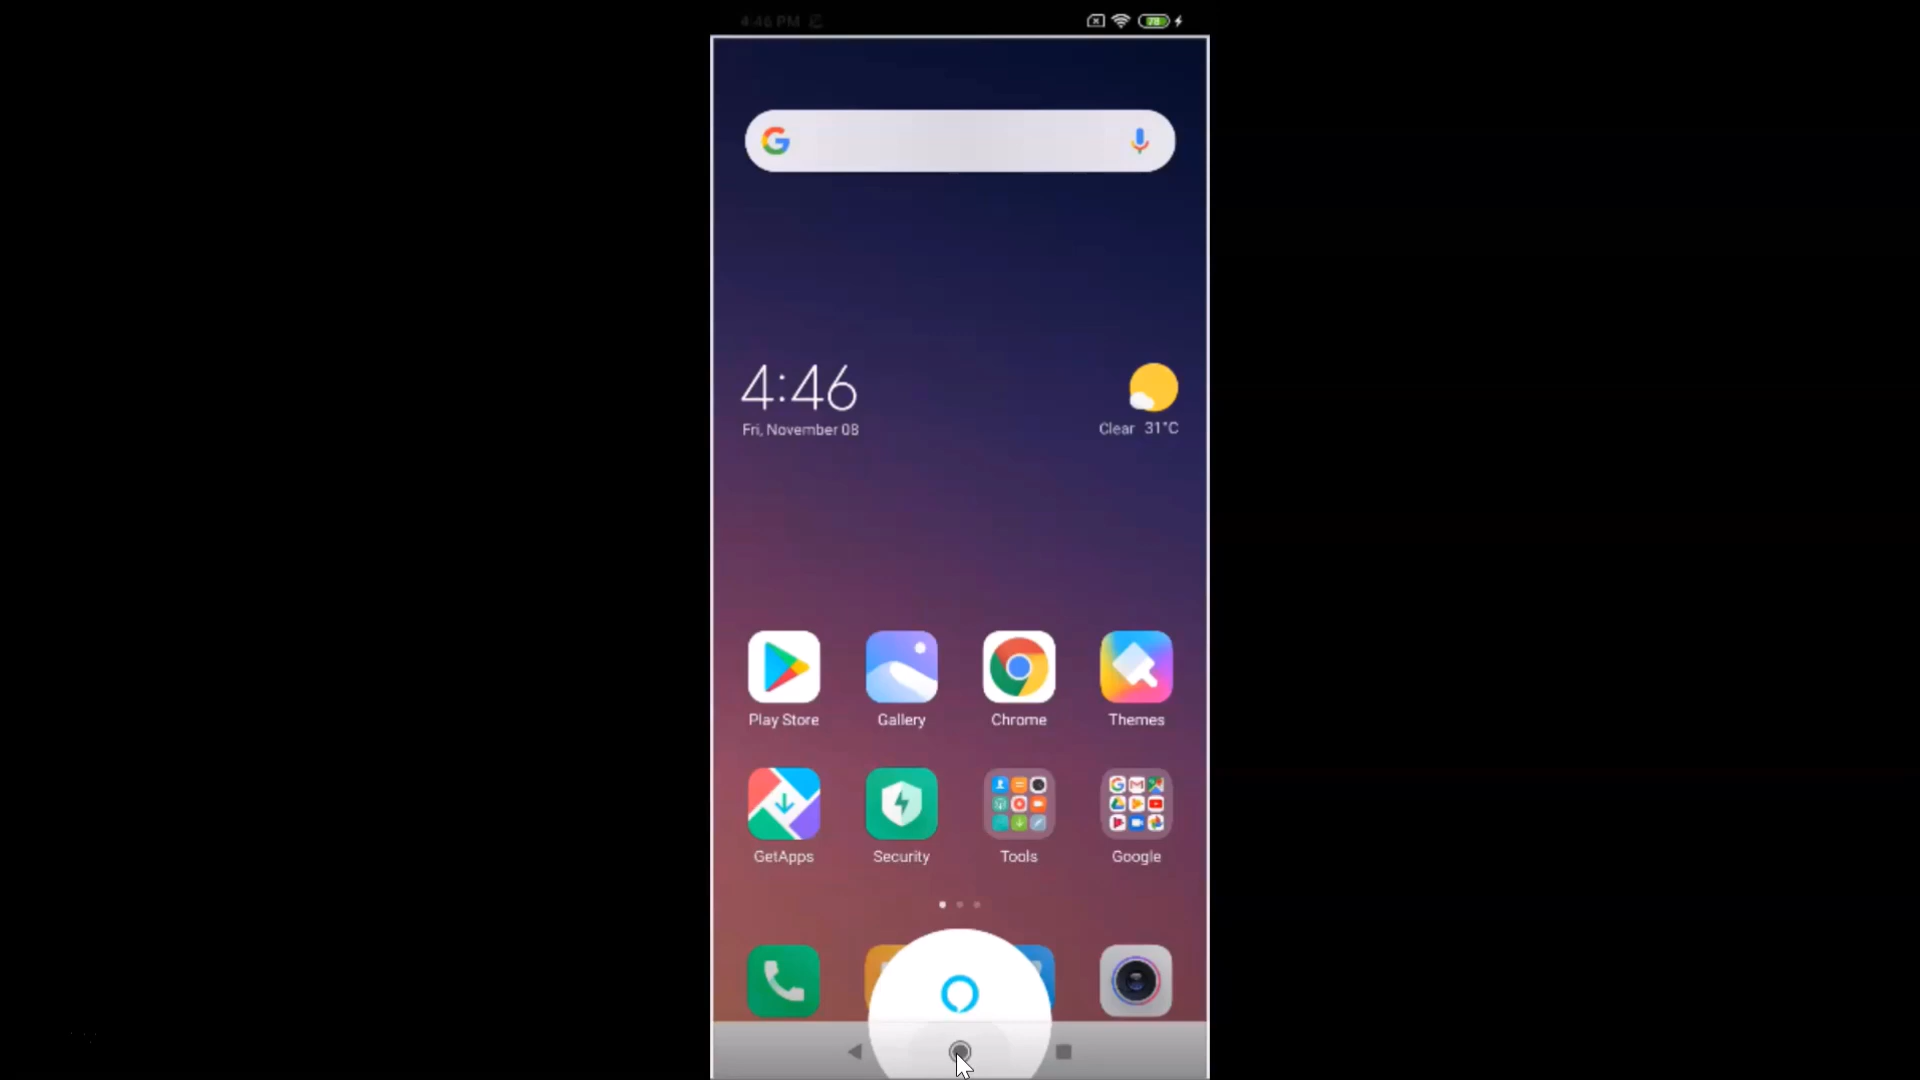 4:46 PM
78
4:46
Fri, November 08
Clear 31°C
Play Store
Gallery
Chrome
Themes
GetApps
Security
Tools
Google